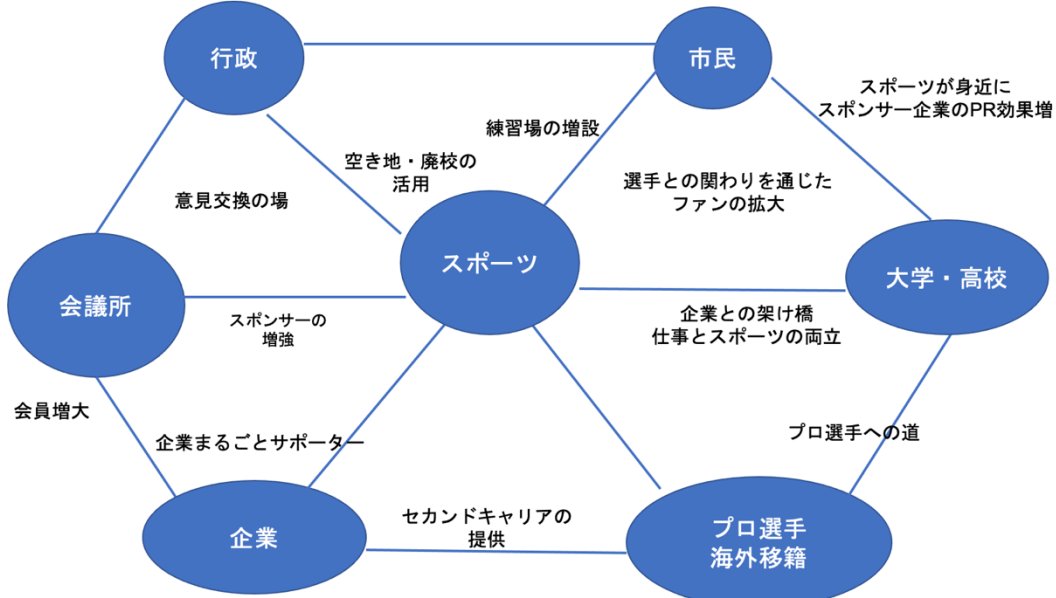 行政
市民
スポーツが身近に
スポンサー企業のPR効果増
練習場の増設
空き地・廃校の
活用
選手との関わりを通じた
ファンの拡大
意見交換の場
スポーツ
大学・高校
会議所
スポンサーの
増強
企業との架け橋
仕事とスポーツの両立
会員増大
企業まるごとサポーター
プロ選手への道
企業
セカンドキャリアの
提供
プロ選手
海外移籍